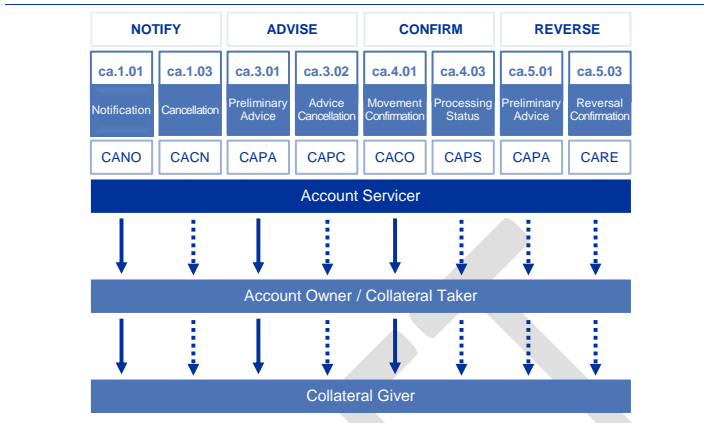 NOTIFY ADVISE CONFIRM REVERSE
ca.1.01 ca.1.03 ca.3.01 ca.3.02 ca.4.01 ca.4.03 ca.5.01 ca.5.03
Notification Cancellation Preliminary Advice Advice Cancellation Movement Confirmation Processing Status Preliminary Advice Reversal Confirmation
CANO CACN CAPA CAPC CACO CAPS CAPA CARE
Account Servicer
Account Owner / Collateral Taker
Collateral Giver